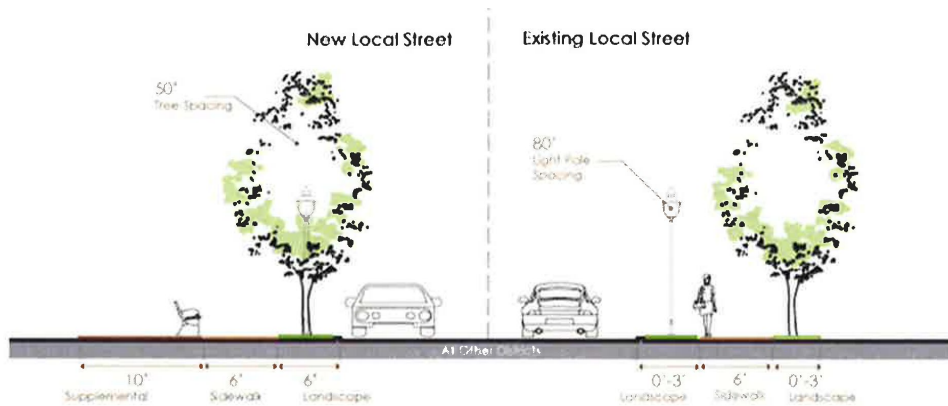 New Local Street
Existing Local Street
50'
Tree Spacing
80'
Light Pole
Spacing
All Other Districts
10'
Supplemental
6'
Sidewalk
6'
Landscape
0'-3'
Landscape
6'
Sidewalk
0'-3'
Landscape